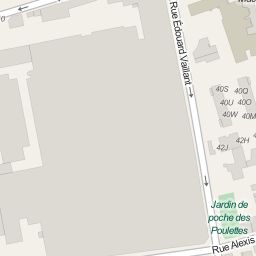 Rue Édouard Vaillant
40S
40Q
40U
40O
40W
40M
42H
42J
Jardin de
poche des
Poulettes
Rue Alexis